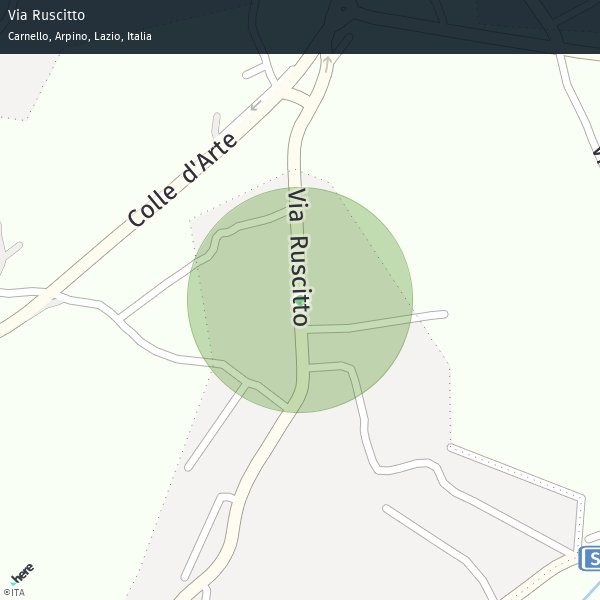 Via Ruscitto
Carnello, Arpino, Lazio, Italia
Colle d'Arte
Via Ruscitto
S
here
©ITA